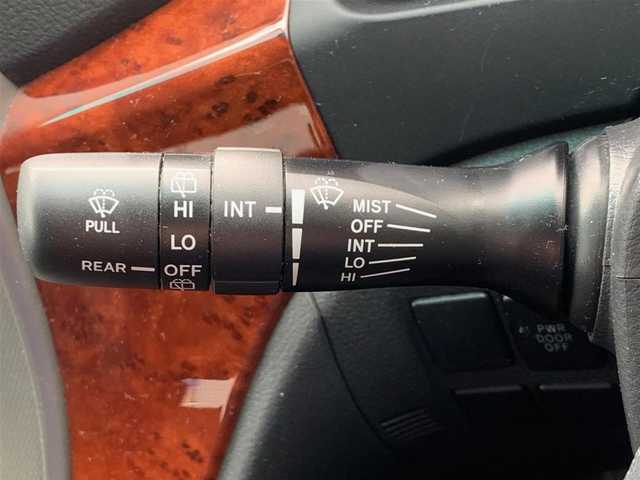 PULL
REAR
HI
LO
OFF
INT
MIST
OFF
INT
LO
HI
PWR
DOOR
OFF